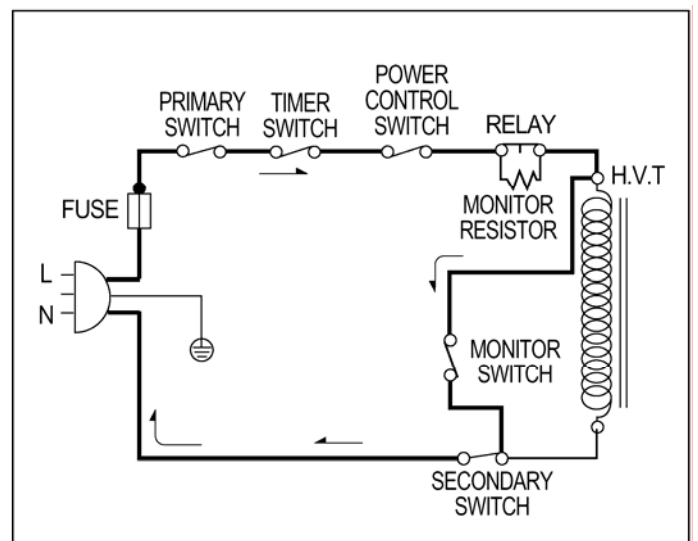 PRIMARY
SWITCH
TIMER
SWITCH
POWER
CONTROL
SWITCH
RELAY
H.V.T
MONITOR
RESISTOR
FUSE
L
N
MONITOR
SWITCH
SECONDARY
SWITCH